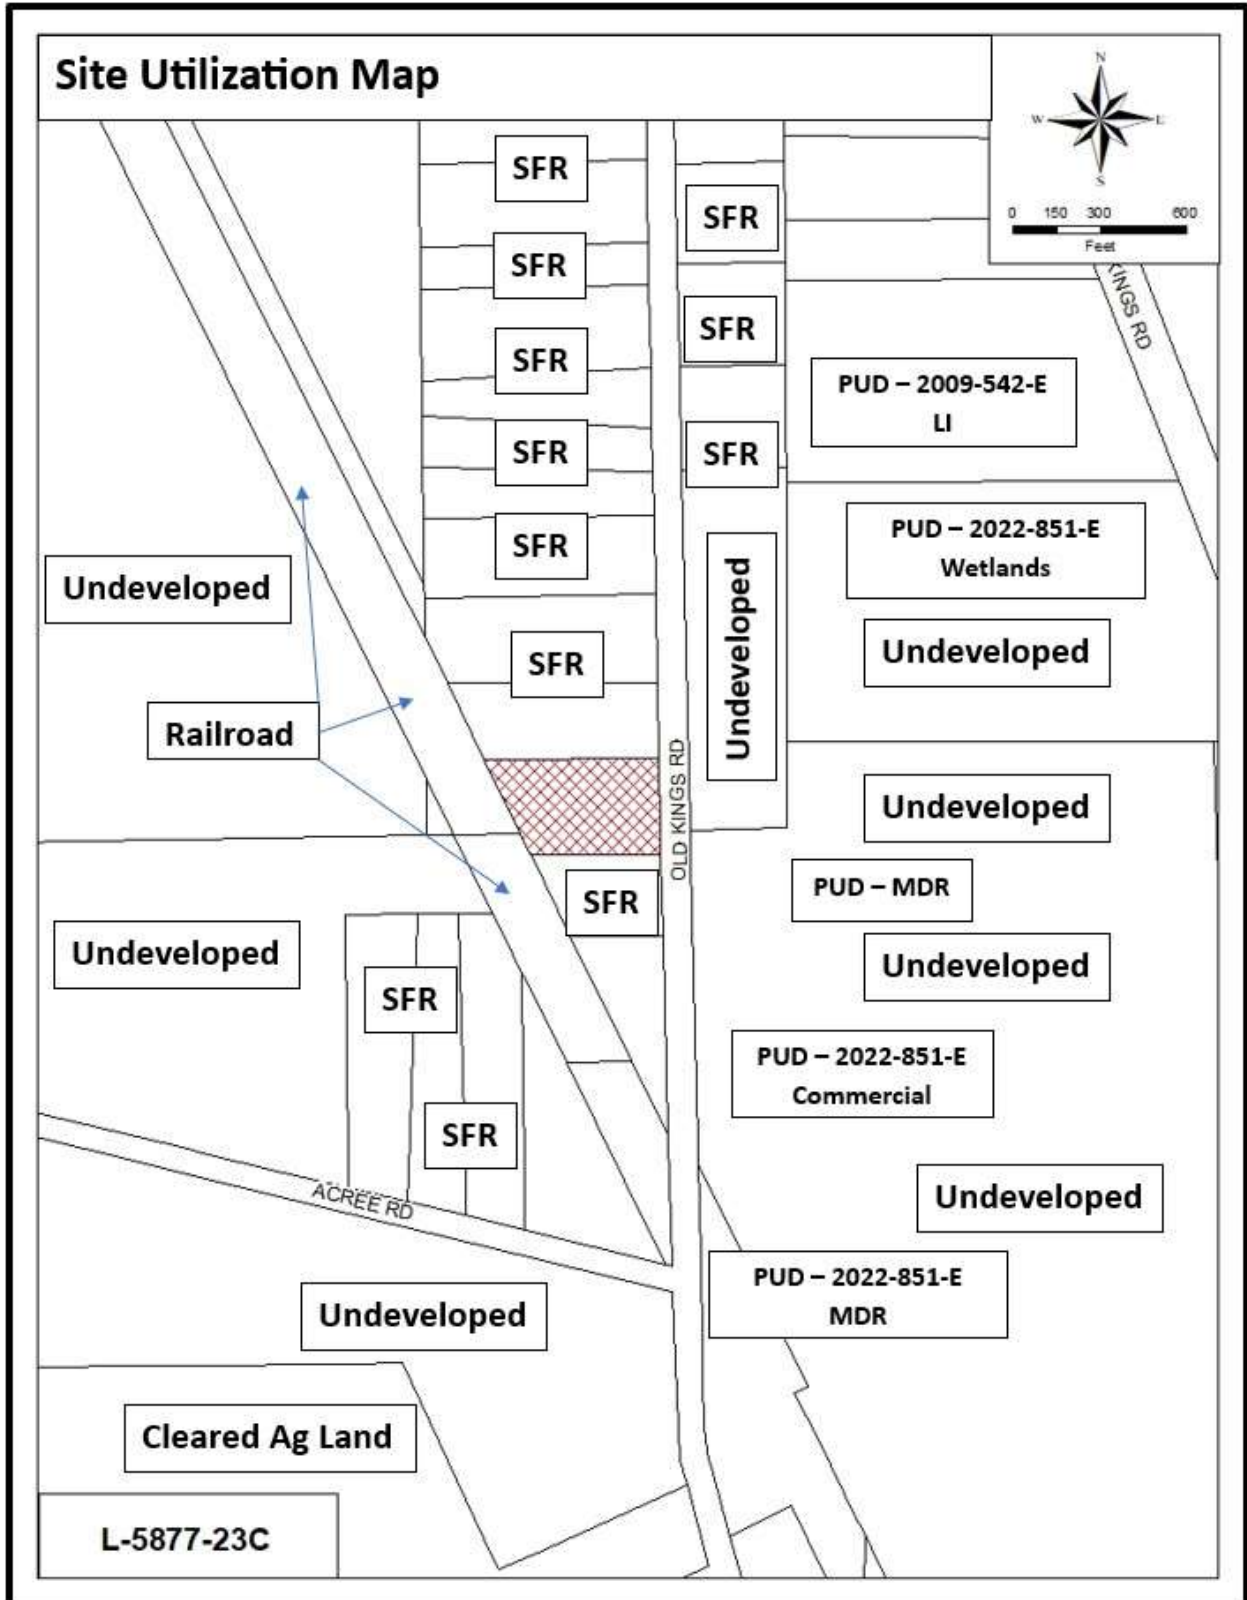 Site Utilization Map
N
W
E
S
0 150 300 600
Feet
SFR
SFR
SFR
SFR
KINGS RD
SFR
SFR
PUD – 2009-542-E
LI
SFR
SFR
SFR
PUD – 2022-851-E
Wetlands
Undeveloped
Undeveloped
Undeveloped
SFR
Railroad
OLD KINGS RD
Undeveloped
PUD – MDR
SFR
Undeveloped
Undeveloped
SFR
PUD – 2022-851-E
Commercial
SFR
ACREE RD
Undeveloped
PUD – 2022-851-E
MDR
Undeveloped
Cleared Ag Land
L-5877-23C